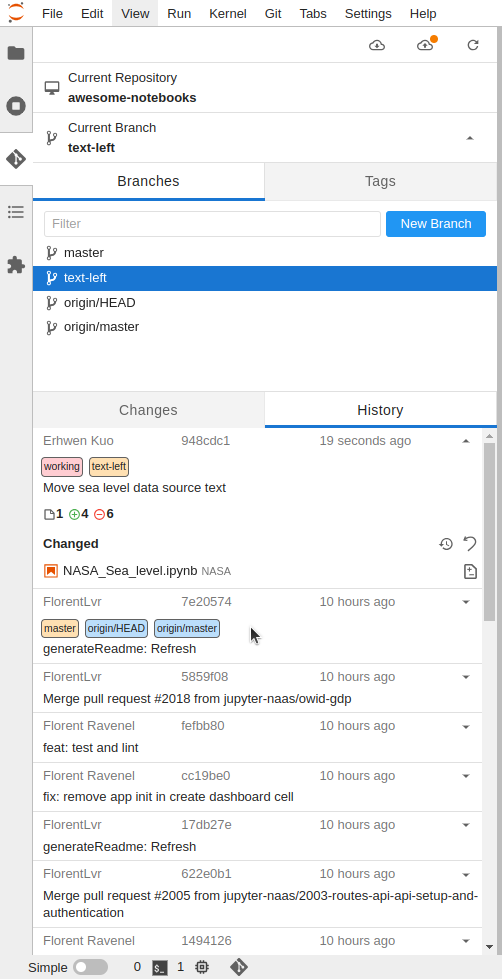 File Edit View Run Kernel Git Tabs Settings Help
Current Repository
awesome-notebooks
Current Branch
text-left
Branches Tags
Filter New Branch
master
text-left
origin/HEAD
origin/master
Changes History
Erhwen Kuo 948cdc1 19 seconds ago
working text-left
Move sea level data source text
1 4 6
Changed
NASA_Sea_level.ipynb NASA
FlorentLvr 7e20574 10 hours ago
master origin/HEAD origin/master
generateReadme: Refresh
FlorentLvr 5859f08 10 hours ago
Merge pull request #2018 from jupyter-naas/owid-gdp
Florent Ravenel fefbb80 10 hours ago
feat: test and lint
Florent Ravenel cc19be0 10 hours ago
fix: remove app init in create dashboard cell
FlorentLvr 17db27e 10 hours ago
generateReadme: Refresh
FlorentLvr 622e0b1 10 hours ago
Merge pull request #2005 from jupyter-naas/2003-routes-api-api-setup-and-
authentication
Florent Ravenel 1494126 10 hours ago
Simple 0 1